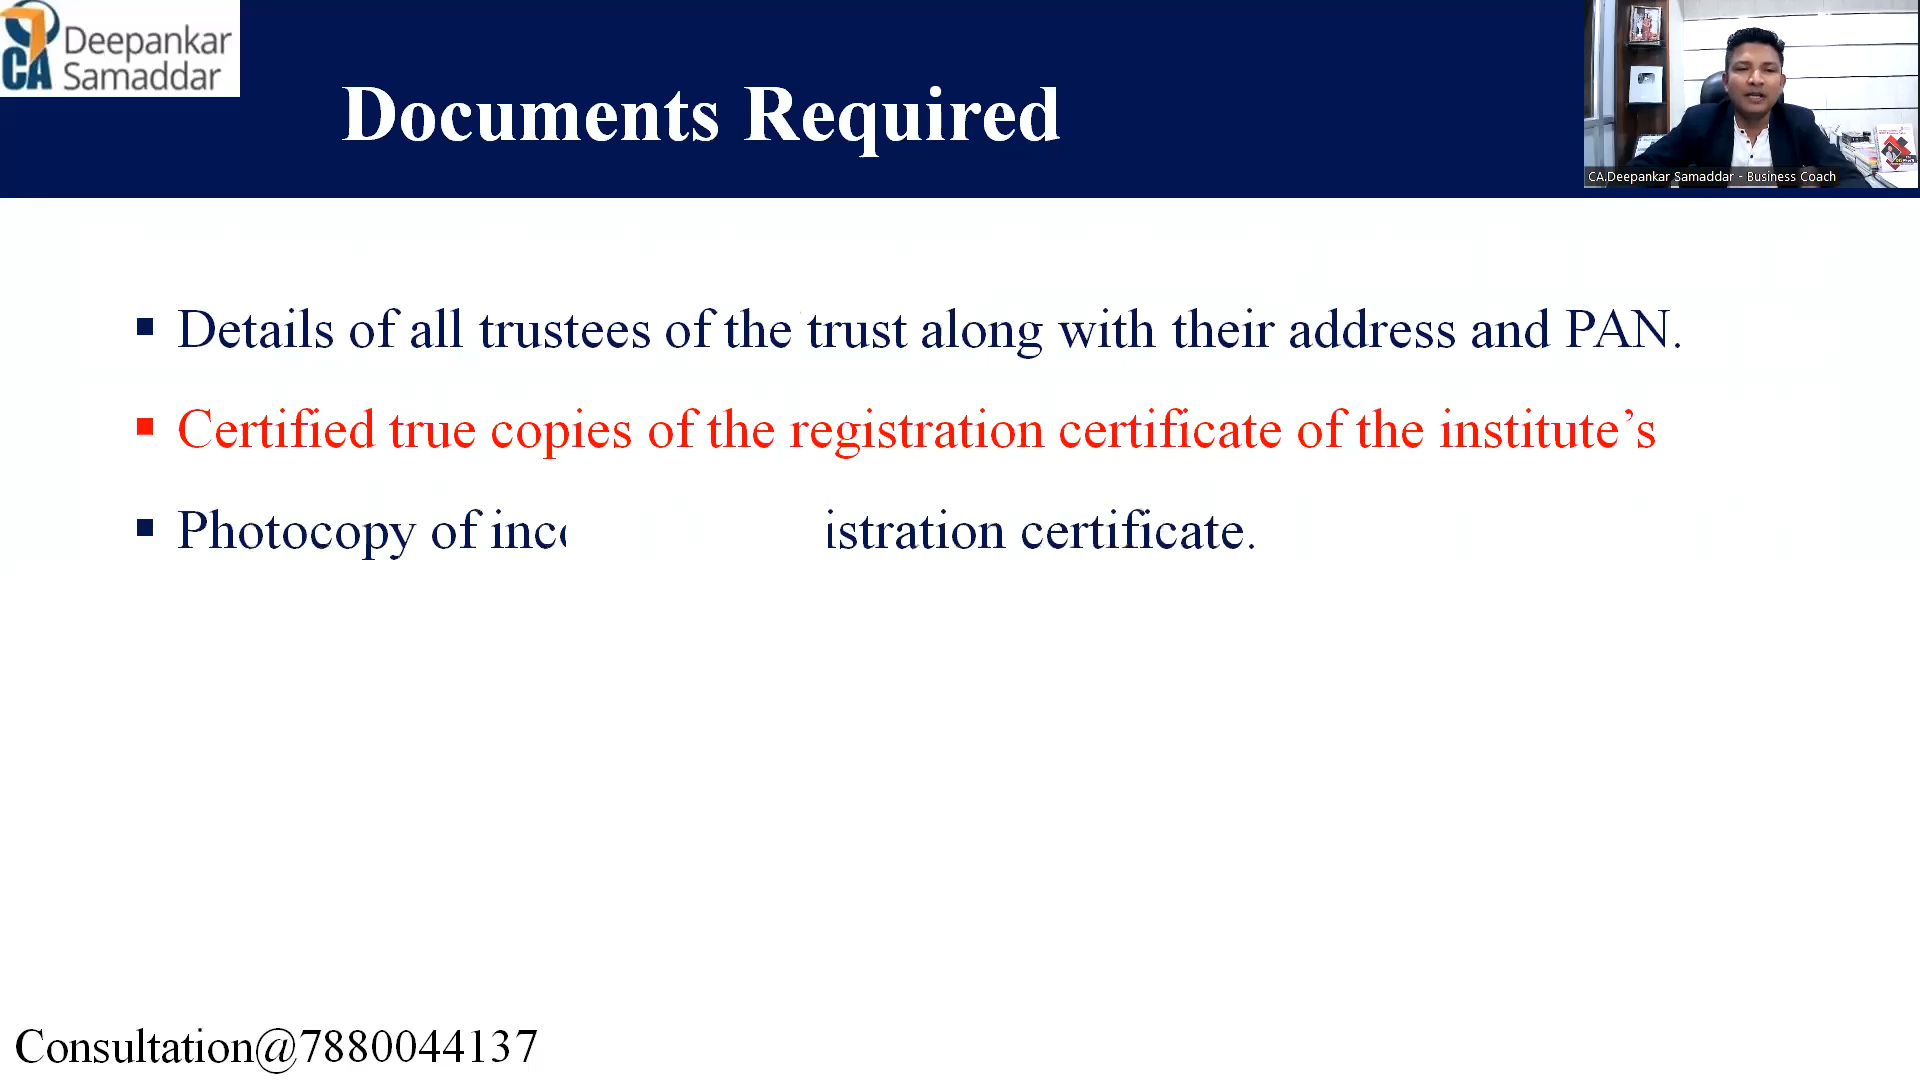 CA
Deepankar
Samaddar
Documents Required
CA.Deepankar Samaddar - Business Coach
▪ Details of all trustees of the trust along with their address and PAN.
▪ Certified true copies of the registration certificate of the institute’s
▪ Photocopy of inc istration certificate.
Consultation@7880044137